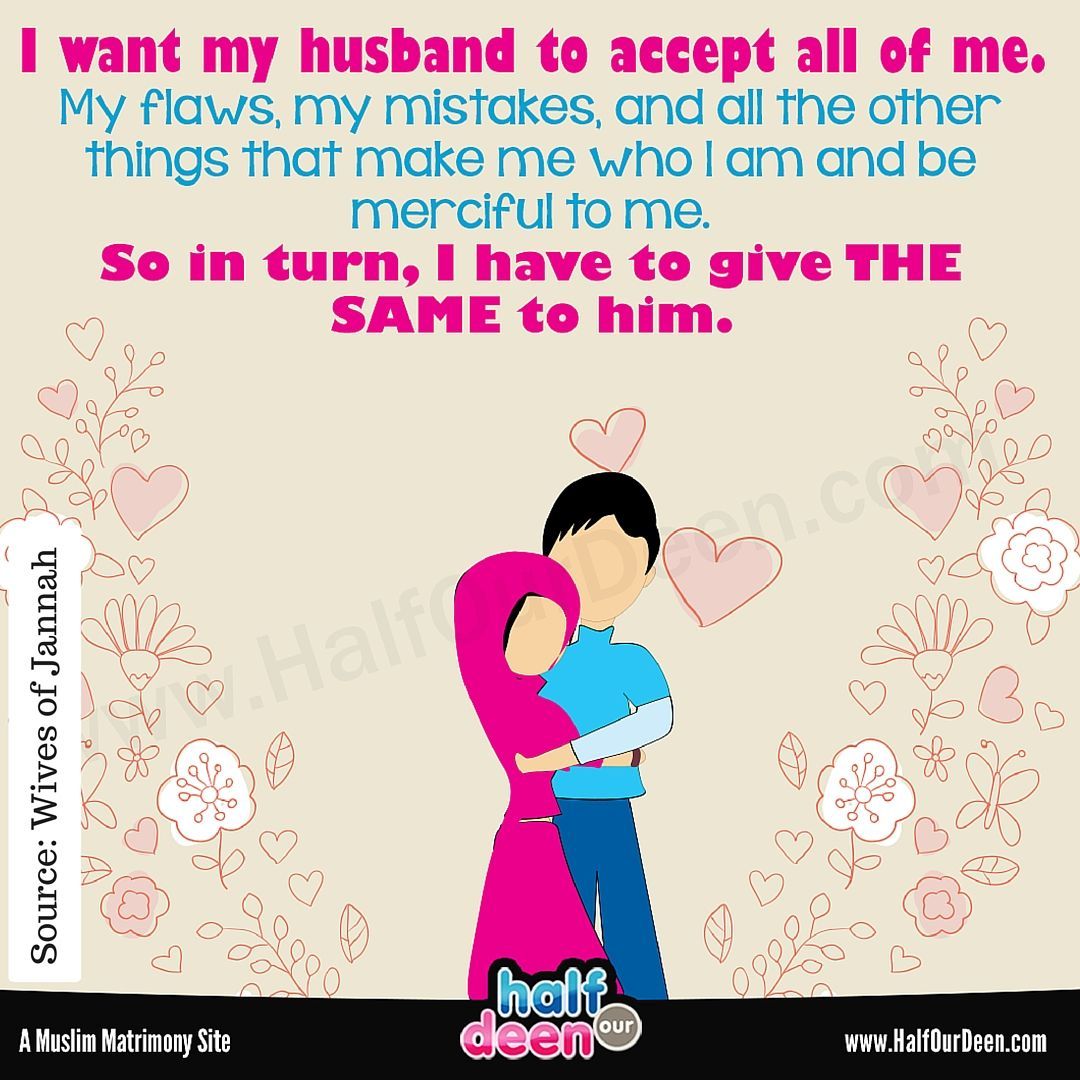 I want my husband to accept all of me.
My flaws, my mistakes, and all the other
things that make me who I am and be
merciful to me.
So in turn, I have to give THE
SAME to him.
www.HalfOurDeen.com
Source: Wives of Jannah
half
our
deen
A Muslim Matrimony Site
www.HalfOurDeen.com